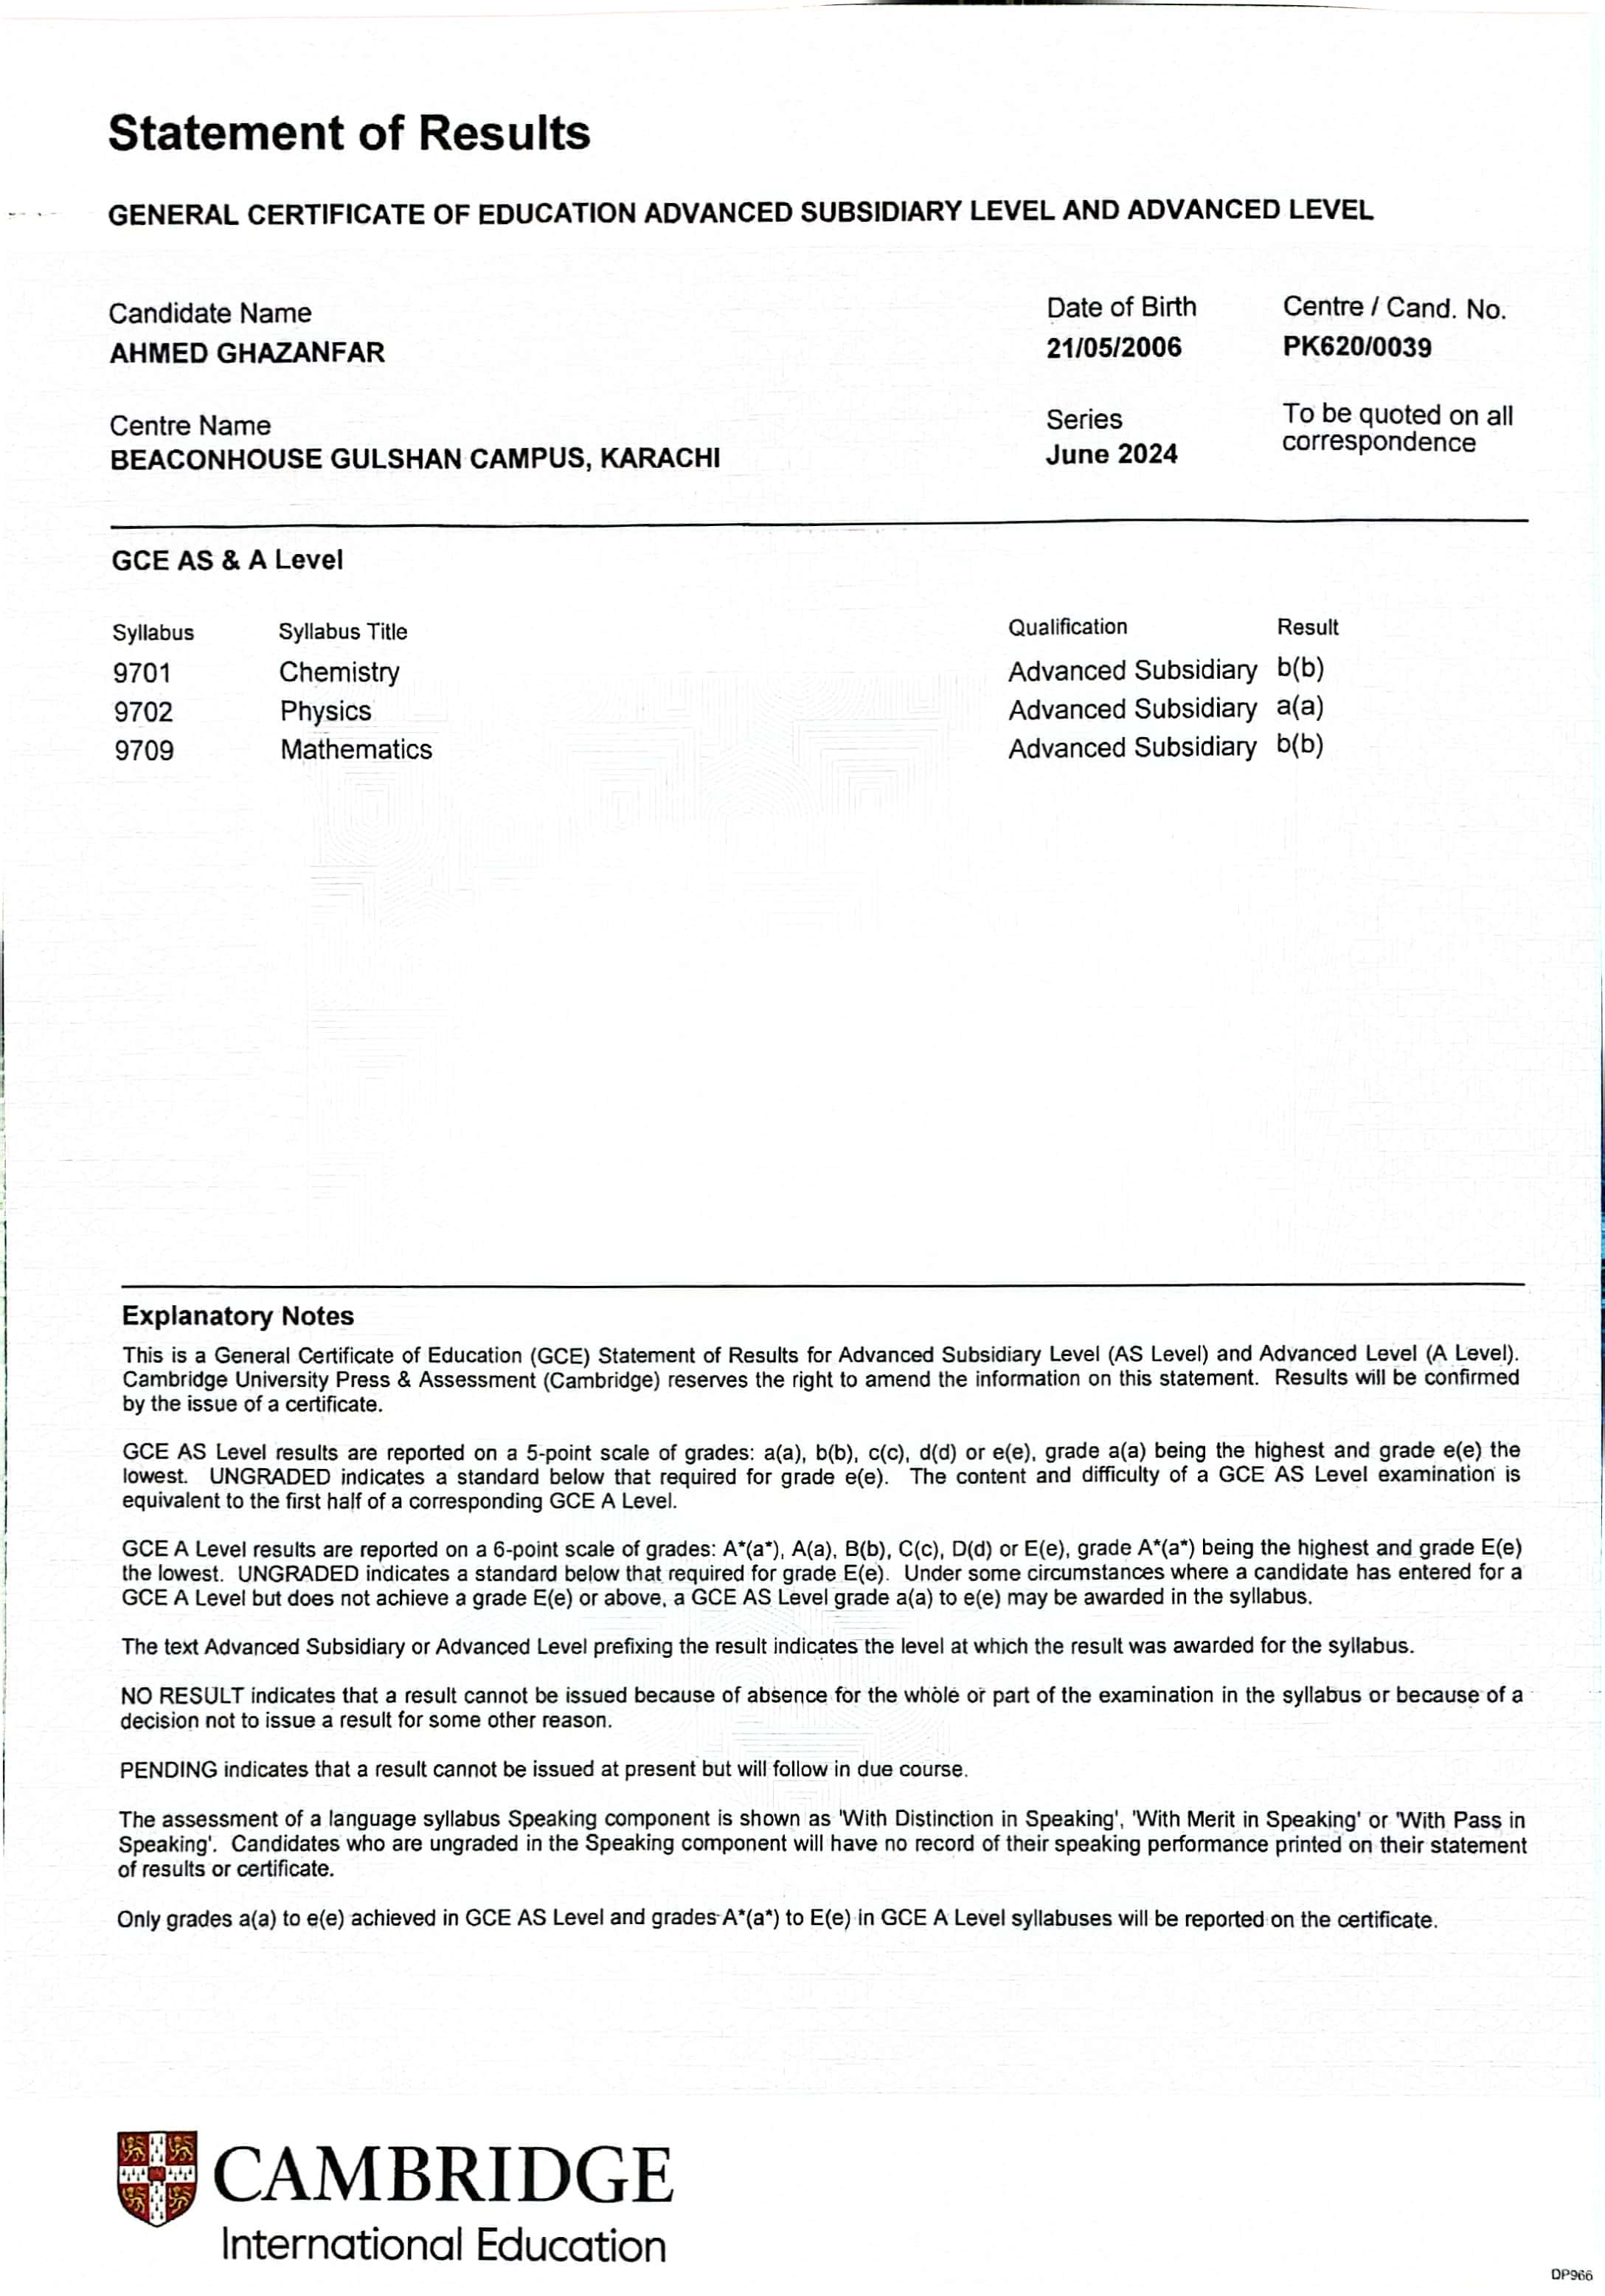 Statement of Results
GENERAL CERTIFICATE OF EDUCATION ADVANCED SUBSIDIARY LEVEL AND ADVANCED LEVEL
Candidate Name
AHMED GHAZANFAR
Date of Birth
21/05/2006
Centre / Cand. No.
PK620/0039
Centre Name
BEACONHOUSE GULSHAN CAMPUS, KARACHI
Series
June 2024
To be quoted on all
correspondence
GCE AS & A Level
Syllabus Syllabus Title Qualification Result
9701 Chemistry Advanced Subsidiary b(b)
9702 Physics Advanced Subsidiary a(a)
9709 Mathematics Advanced Subsidiary b(b)
Explanatory Notes
This is a General Certificate of Education (GCE) Statement of Results for Advanced Subsidiary Level (AS Level) and Advanced Level (A Level).
Cambridge University Press & Assessment (Cambridge) reserves the right to amend the information on this statement. Results will be confirmed
by the issue of a certificate.
GCE AS Level results are reported on a 5-point scale of grades: a(a), b(b), c(c), d(d) or e(e), grade a(a) being the highest and grade e(e) the
lowest. UNGRADED indicates a standard below that required for grade e(e). The content and difficulty of a GCE AS Level examination is
equivalent to the first half of a corresponding GCE A Level.
GCE A Level results are reported on a 6-point scale of grades: A*(a*), A(a), B(b), C(c), D(d) or E(e), grade A*(a*) being the highest and grade E(e)
the lowest. UNGRADED indicates a standard below that required for grade E(e). Under some circumstances where a candidate has entered for a
GCE A Level but does not achieve a grade E(e) or above, a GCE AS Level grade a(a) to e(e) may be awarded in the syllabus.
The text Advanced Subsidiary or Advanced Level prefixing the result indicates the level at which the result was awarded for the syllabus.
NO RESULT indicates that a result cannot be issued because of absence for the whole or part of the examination in the syllabus or because of a
decision not to issue a result for some other reason.
PENDING indicates that a result cannot be issued at present but will follow in due course.
The assessment of a language syllabus Speaking component is shown as 'With Distinction in Speaking', 'With Merit in Speaking' or 'With Pass in
Speaking'. Candidates who are ungraded in the Speaking component will have no record of their speaking performance printed on their statement
of results or certificate.
Only grades a(a) to e(e) achieved in GCE AS Level and grades A*(a*) to E(e) in GCE A Level syllabuses will be reported on the certificate.
CAMBRIDGE
International Education
DP966